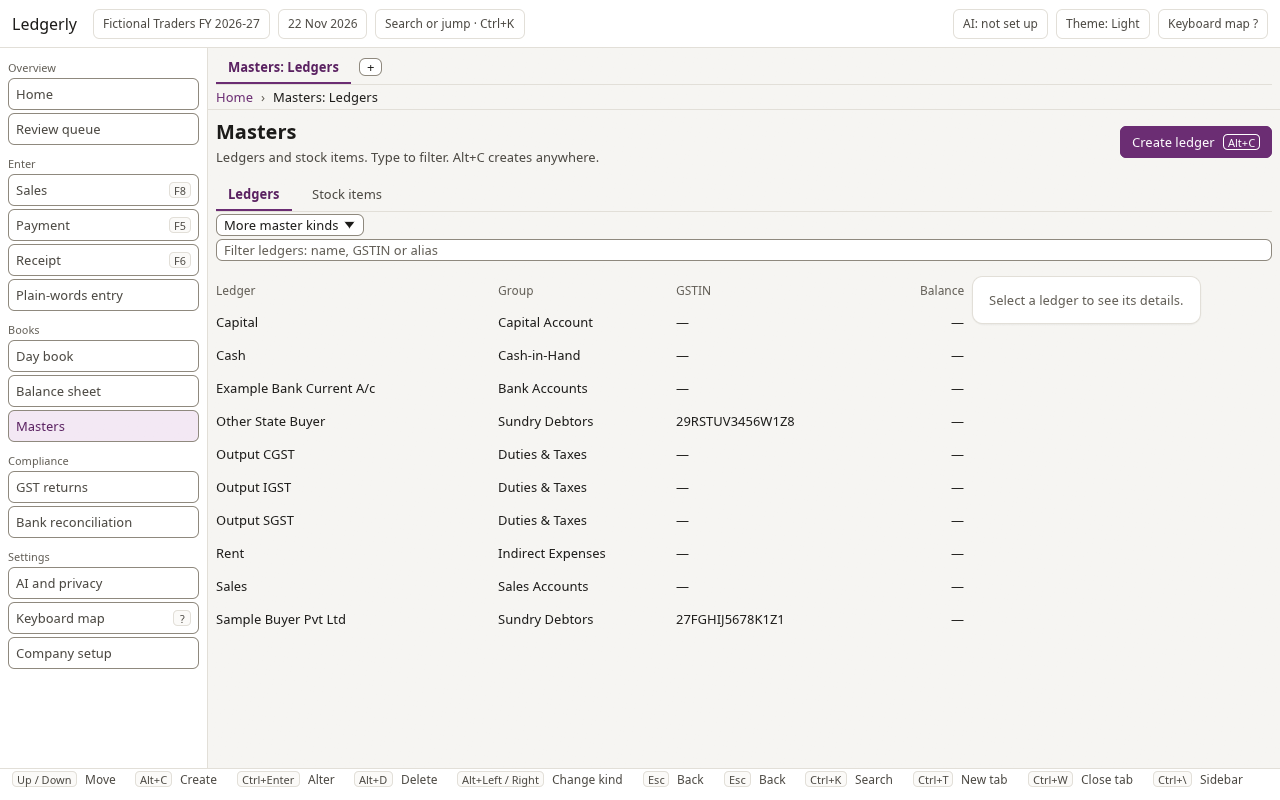 Ledgerly Fictional Traders FY 2026-27 22 Nov 2026 Search or jump · Ctrl+K AI: not set up Theme: Light Keyboard map ?
Overview
Home
Review queue
Enter
Sales F8
Payment F5
Receipt F6
Plain-words entry
Books
Day book
Balance sheet
Masters
Compliance
GST returns
Bank reconciliation
Settings
AI and privacy
Keyboard map ?
Company setup
Masters: Ledgers +
Home › Masters: Ledgers
Masters
Ledgers and stock items. Type to filter. Alt+C creates anywhere.
Create ledger Alt+C
Ledgers Stock items
More master kinds ▼
Filter ledgers: name, GSTIN or alias
Ledger Group GSTIN Balance
Capital Capital Account — —
Cash Cash-in-Hand — —
Example Bank Current A/c Bank Accounts — —
Other State Buyer Sundry Debtors 29RSTUV3456W1Z8 —
Output CGST Duties & Taxes — —
Output IGST Duties & Taxes — —
Output SGST Duties & Taxes — —
Rent Indirect Expenses — —
Sales Sales Accounts — —
Sample Buyer Pvt Ltd Sundry Debtors 27FGHIJ5678K1Z1 —
Select a ledger to see its details.
Up / Down Move Alt+C Create Ctrl+Enter Alter Alt+D Delete Alt+Left / Right Change kind Esc Back Esc Back Ctrl+K Search Ctrl+T New tab Ctrl+W Close tab Ctrl+\ Sidebar